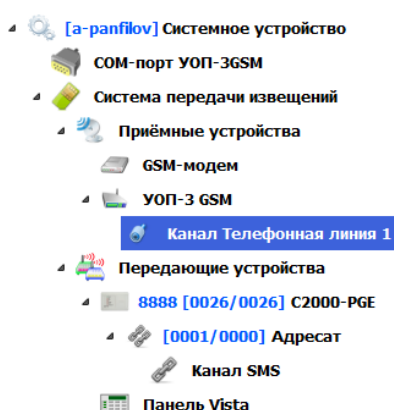 [a-panfilov] Системное устройство
COM-порт УОП-3GSM
Система передачи извещений
Приёмные устройства
GSM-модем
УОП-3 GSM
Канал Телефонная линия 1
Передающие устройства
8888 [0026/0026] С2000-PGE
[0001/0000] Адресат
Канал SMS
Панель Vista